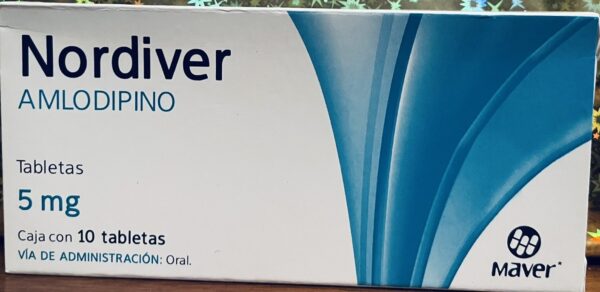 Nordiver
AMLODIPINO
Tabletas
5 mg
Caja con 10 tabletas
VÍA DE ADMINISTRACIÓN: Oral.
Maver®